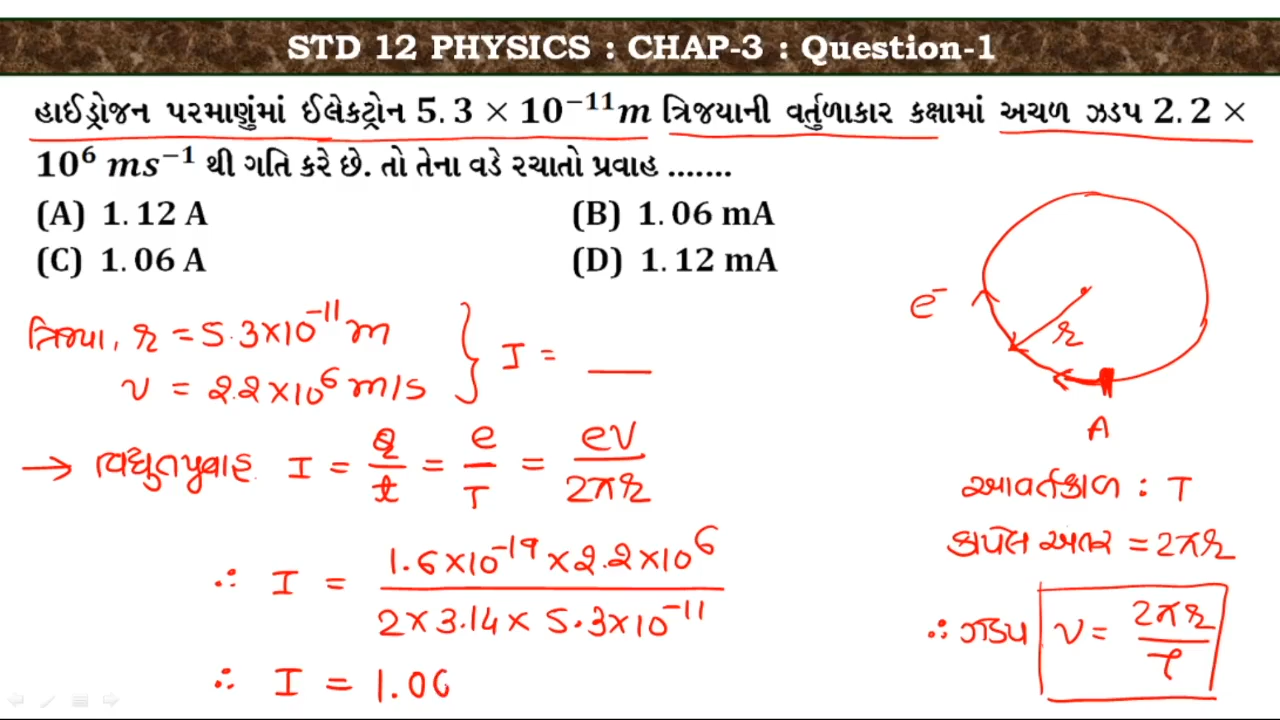 STD 12 PHYSICS : CHAP-3 : Question-1
હાઈડ્રોજન પરમાણુંમાં ઈલેક્ટ્રોન 5.3 × 10⁻¹¹m ત્રિજયાની વર્તુળાકાર કક્ષામાં અચળ ઝડપ 2.2 ×
10⁶ ms⁻¹ થી ગતિ કરે છે. તો તેના વડે રચાતો પ્રવાહ .......
(A) 1.12 A (B) 1.06 mA
(C) 1.06 A (D) 1.12 mA
ત્રિજ્યા, r = 5.3×10⁻¹¹ m
v = 2.2×10⁶ m/s } I = __
→ વિદ્યુતપ્રવાહ I = Q/t = e/T = ev/2πr
∴ I = 1.6×10⁻¹⁹ × 2.2×10⁶ / 2×3.14× 5.3×10⁻¹¹
∴ I = 1.06
e⁻
r
A
આવર્તકાળ : T
કાપેલ અંતર = 2πr
∴ ઝડપ v = 2πr/T